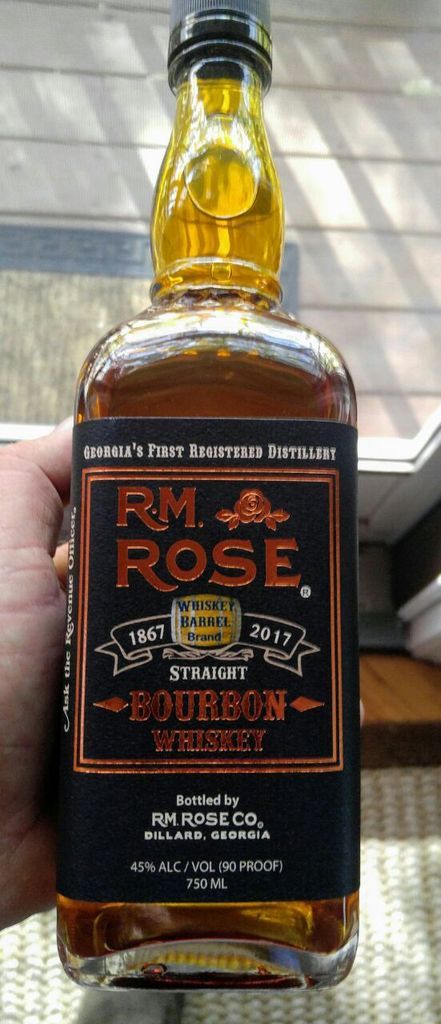 GEORGIA'S FIRST REGISTERED DISTILLERY
R.M.
ROSE®
WHISKEY
BARREL
Brand
1867 2017
STRAIGHT
BOURBON
WHISKEY
Bottled by
R.M. ROSE CO.
DILLARD, GEORGIA
45% ALC / VOL (90 PROOF)
750 ML
Ask the Revenue Officer.